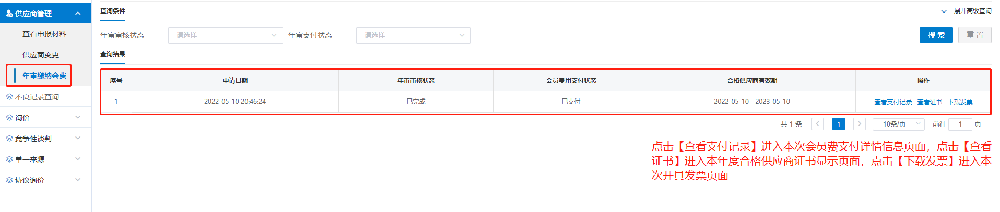 供应商管理
查看申报材料
供应商变更
年审缴纳会费
不良记录查询
询价
竞争性谈判
单一来源
协议询价
查询条件
展开高级查询
年审审核状态 请选择 年审支付状态 请选择 搜 索 重 置
查询结果
序号 申请日期 年审审核状态 会员费用支付状态 合格供应商有效期 操作
1 2022-05-10 20:46:24 已完成 已支付 2022-05-10 - 2023-05-10 查看支付记录 查看证书 下载发票
共 1 条 1 10条/页 前往 1 页
点击【查看支付记录】进入本次会员费支付详情信息页面，点击【查看
证书】进入本年度合格供应商证书显示页面，点击【下载发票】进入本
次开具发票页面